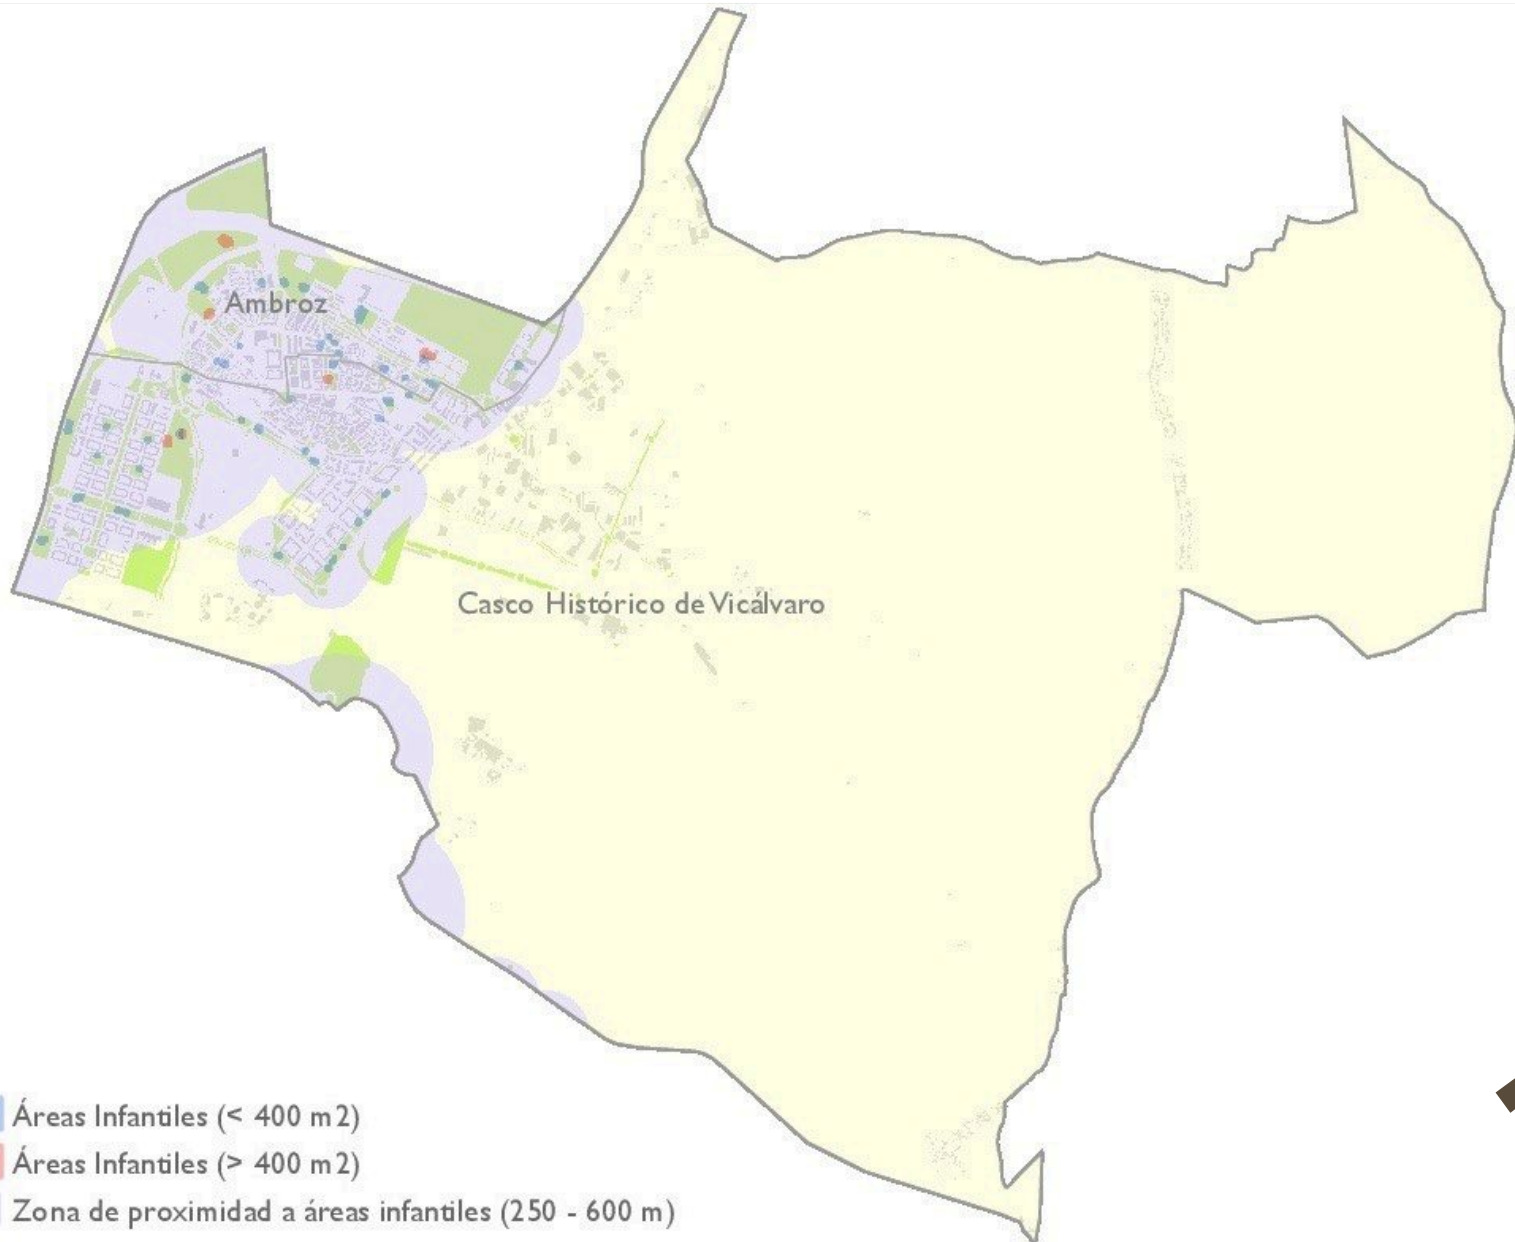 Ambroz
Casco Histórico de Vicálvaro
Áreas Infantiles (< 400 m2)
Áreas Infantiles (> 400 m2)
Zona de proximidad a áreas infantiles (250 - 600 m)